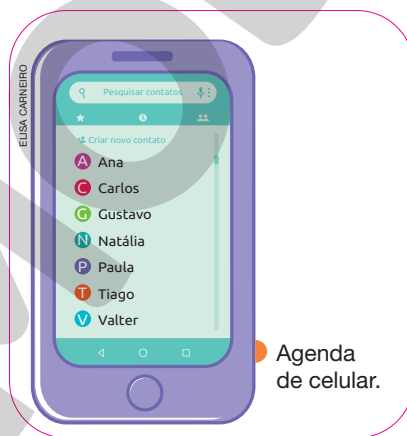 ELISA CARNEIRO
Pesquisar contatos
Criar novo contato
A Ana
C Carlos
G Gustavo
N Natália
P Paula
T Tiago
V Valter
Agenda
de celular.